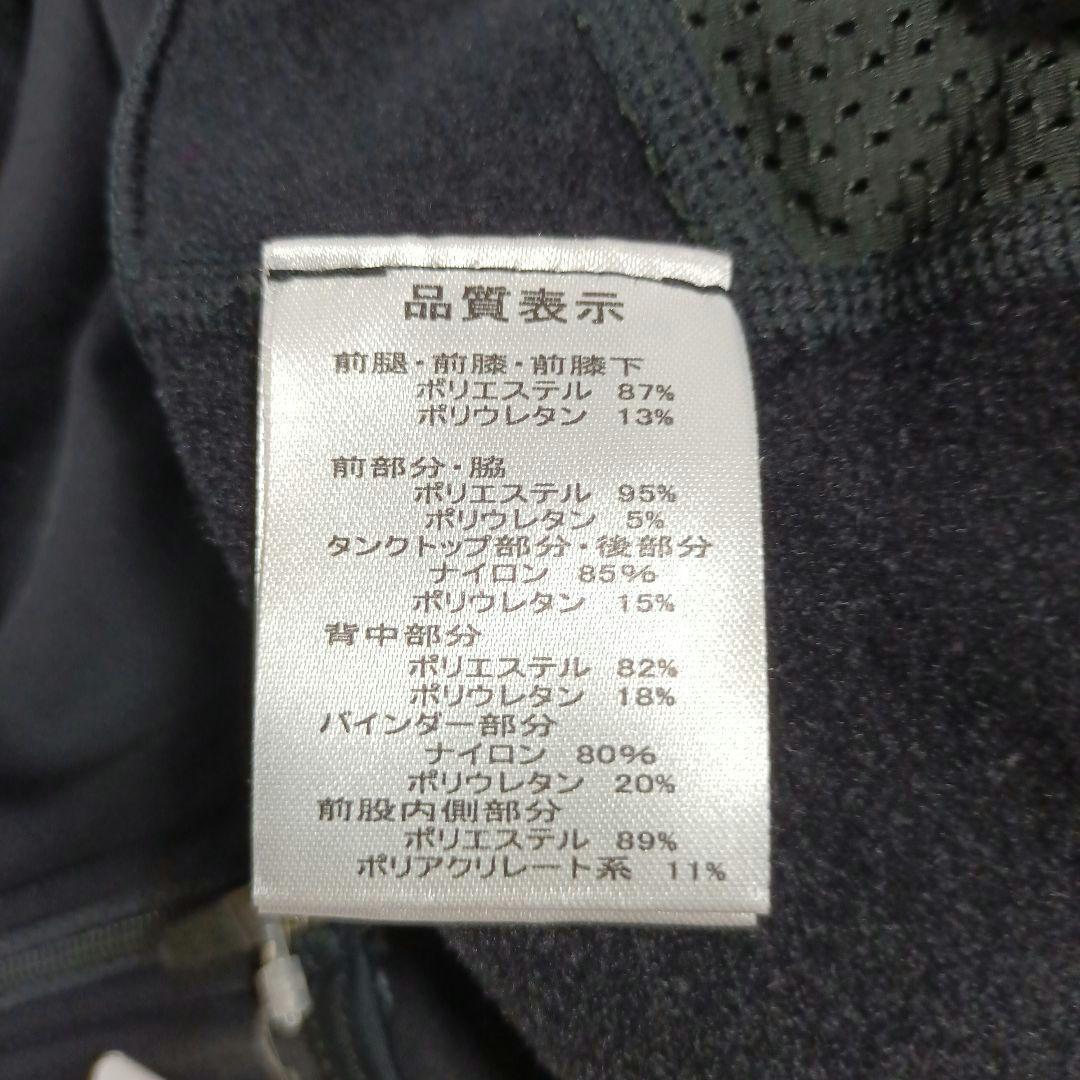 品質表示
前腿・前膝・前膝下
ポリエステル 87%
ポリウレタン 13%
前部分・脇
ポリエステル 95%
ポリウレタン 5%
タンクトップ部分・後部分
ナイロン 85%
ポリウレタン 15%
背中部分
ポリエステル 82%
ポリウレタン 18%
バインダー部分
ナイロン 80%
ポリウレタン 20%
前股内側部分
ポリエステル 89%
ポリアクリレート系 11%